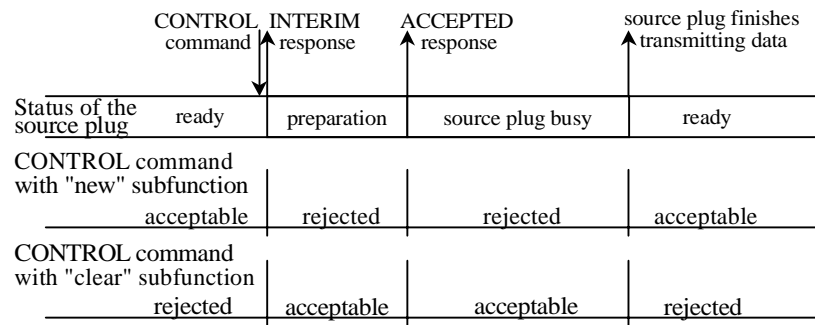 CONTROL command
INTERIM response
ACCEPTED response
source plug finishes transmitting data
Status of the source plug
ready
preparation
source plug busy
ready
CONTROL command
with "new" subfunction
acceptable
rejected
rejected
acceptable
CONTROL command
with "clear" subfunction
rejected
acceptable
acceptable
rejected